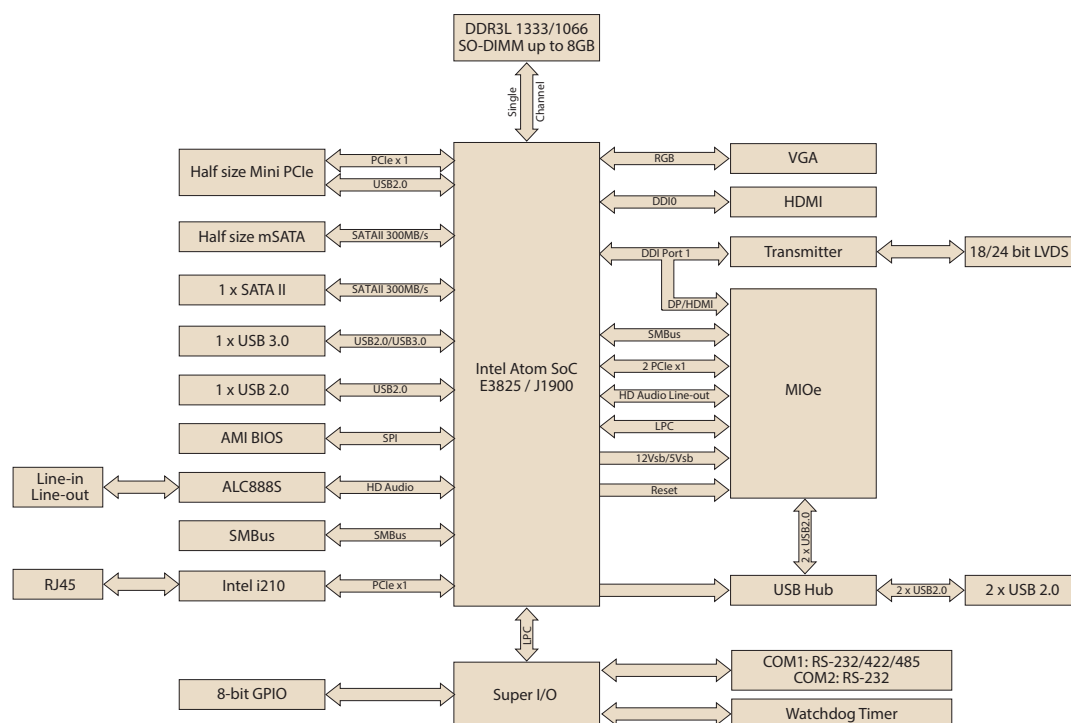 DDR3L 1333/1066
SO-DIMM up to 8GB
Single
Channel
Half size Mini PCIe
PCIe x 1
USB2.0
Half size mSATA
SATAII 300MB/s
1 x SATA II
SATAII 300MB/s
1 x USB 3.0
USB2.0/USB3.0
1 x USB 2.0
USB2.0
AMI BIOS
SPI
Line-in
Line-out
ALC888S
HD Audio
SMBus
SMBus
RJ45
Intel i210
PCIe x1
Intel Atom SoC
E3825 / J1900
RGB
VGA
DDI0
HDMI
DDI Port 1
Transmitter
18/24 bit LVDS
DP/HDMI
SMBus
2 PCIe x1
HD Audio Line-out
LPC
12Vsb/5Vsb
Reset
MIOe
2 x USB2.0
USB Hub
2 x USB2.0
2 x USB 2.0
LPC
8-bit GPIO
Super I/O
COM1: RS-232/422/485
COM2: RS-232
Watchdog Timer